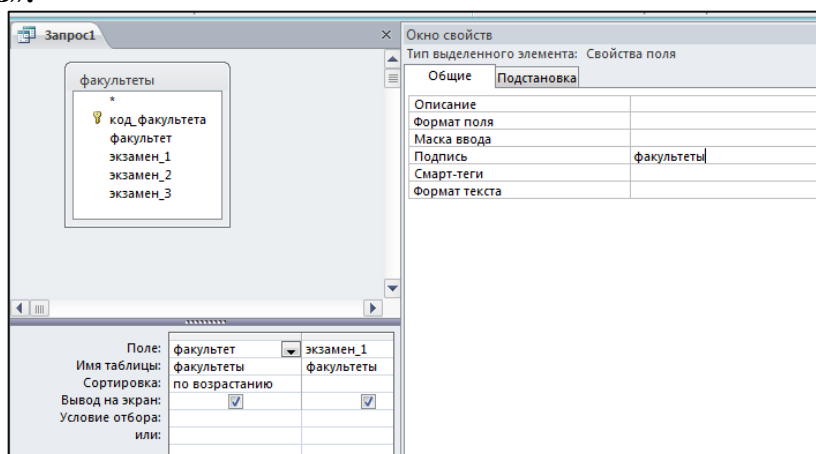 Запрос1
факультеты
*
код_факультета
факультет
экзамен_1
экзамен_2
экзамен_3
Поле: факультет экзамен_1
Имя таблицы: факультеты факультеты
Сортировка: по возрастанию
Вывод на экран:
Условие отбора:
или:
Окно свойств
Тип выделенного элемента: Свойства поля
Общие Подстановка
Описание
Формат поля
Маска ввода
Подпись факультеты
Смарт-теги
Формат текста